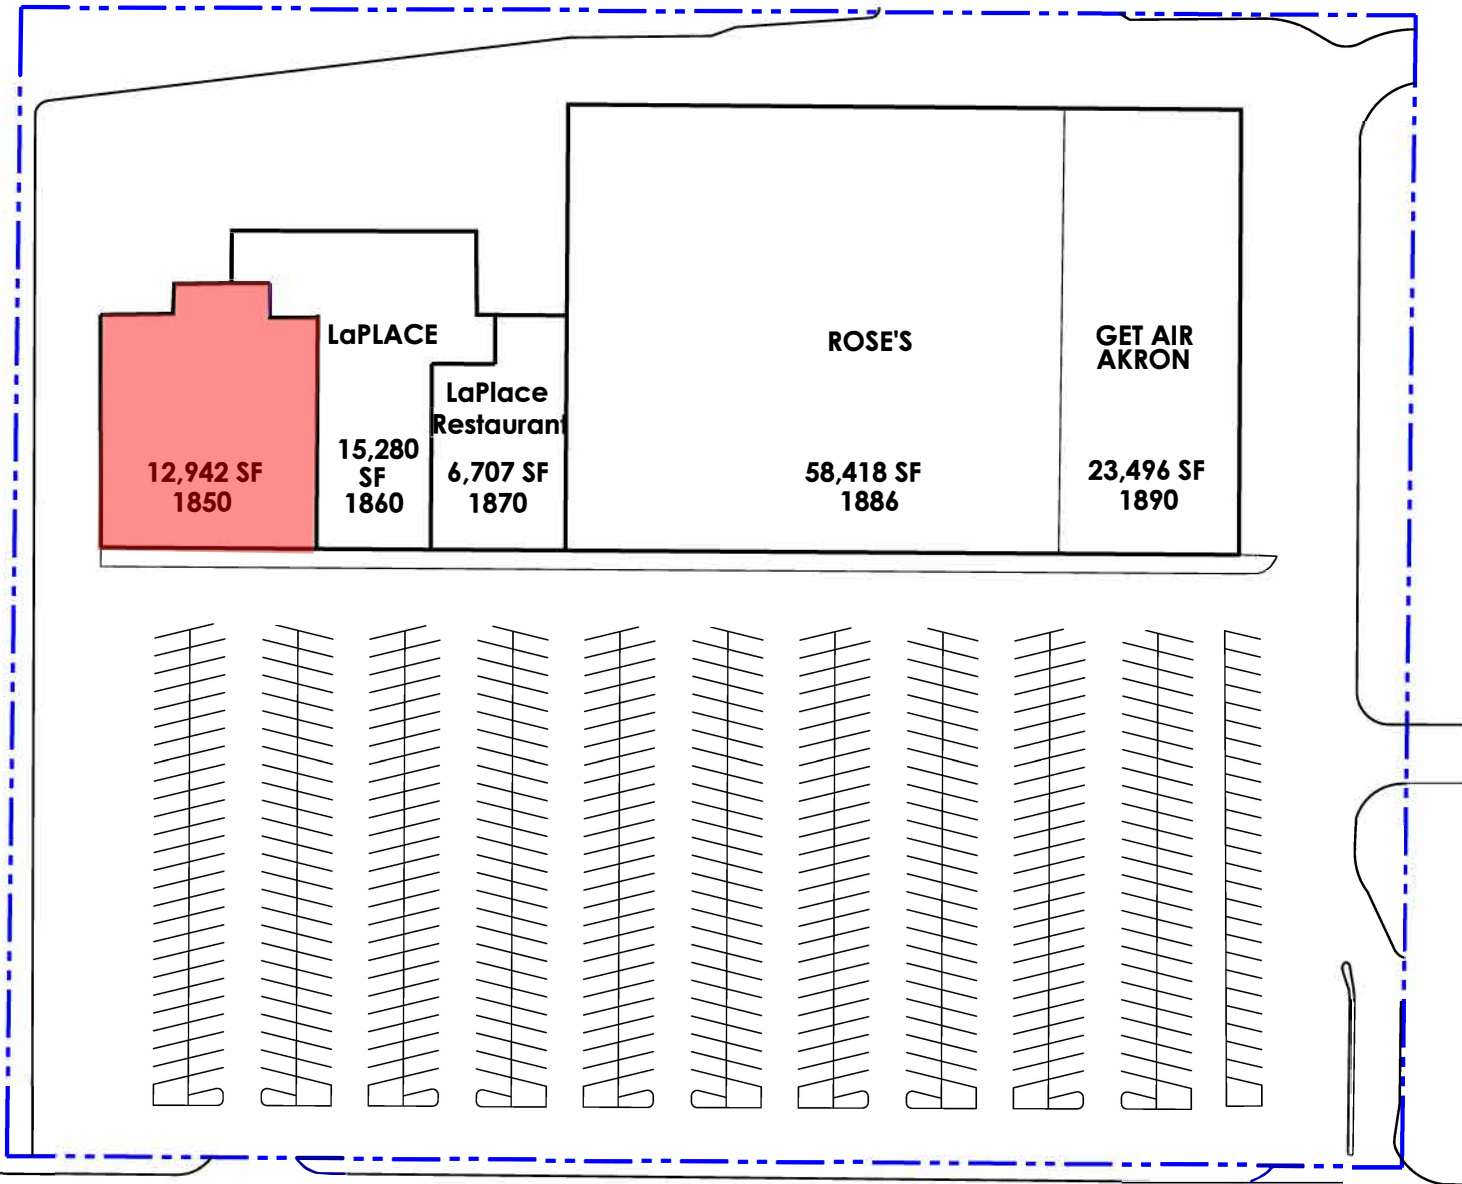 LaPLACE
ROSE'S
GET AIR
AKRON
LaPlace
Restaurant
12,942 SF
1850
15,280
SF
1860
6,707 SF
1870
58,418 SF
1886
23,496 SF
1890